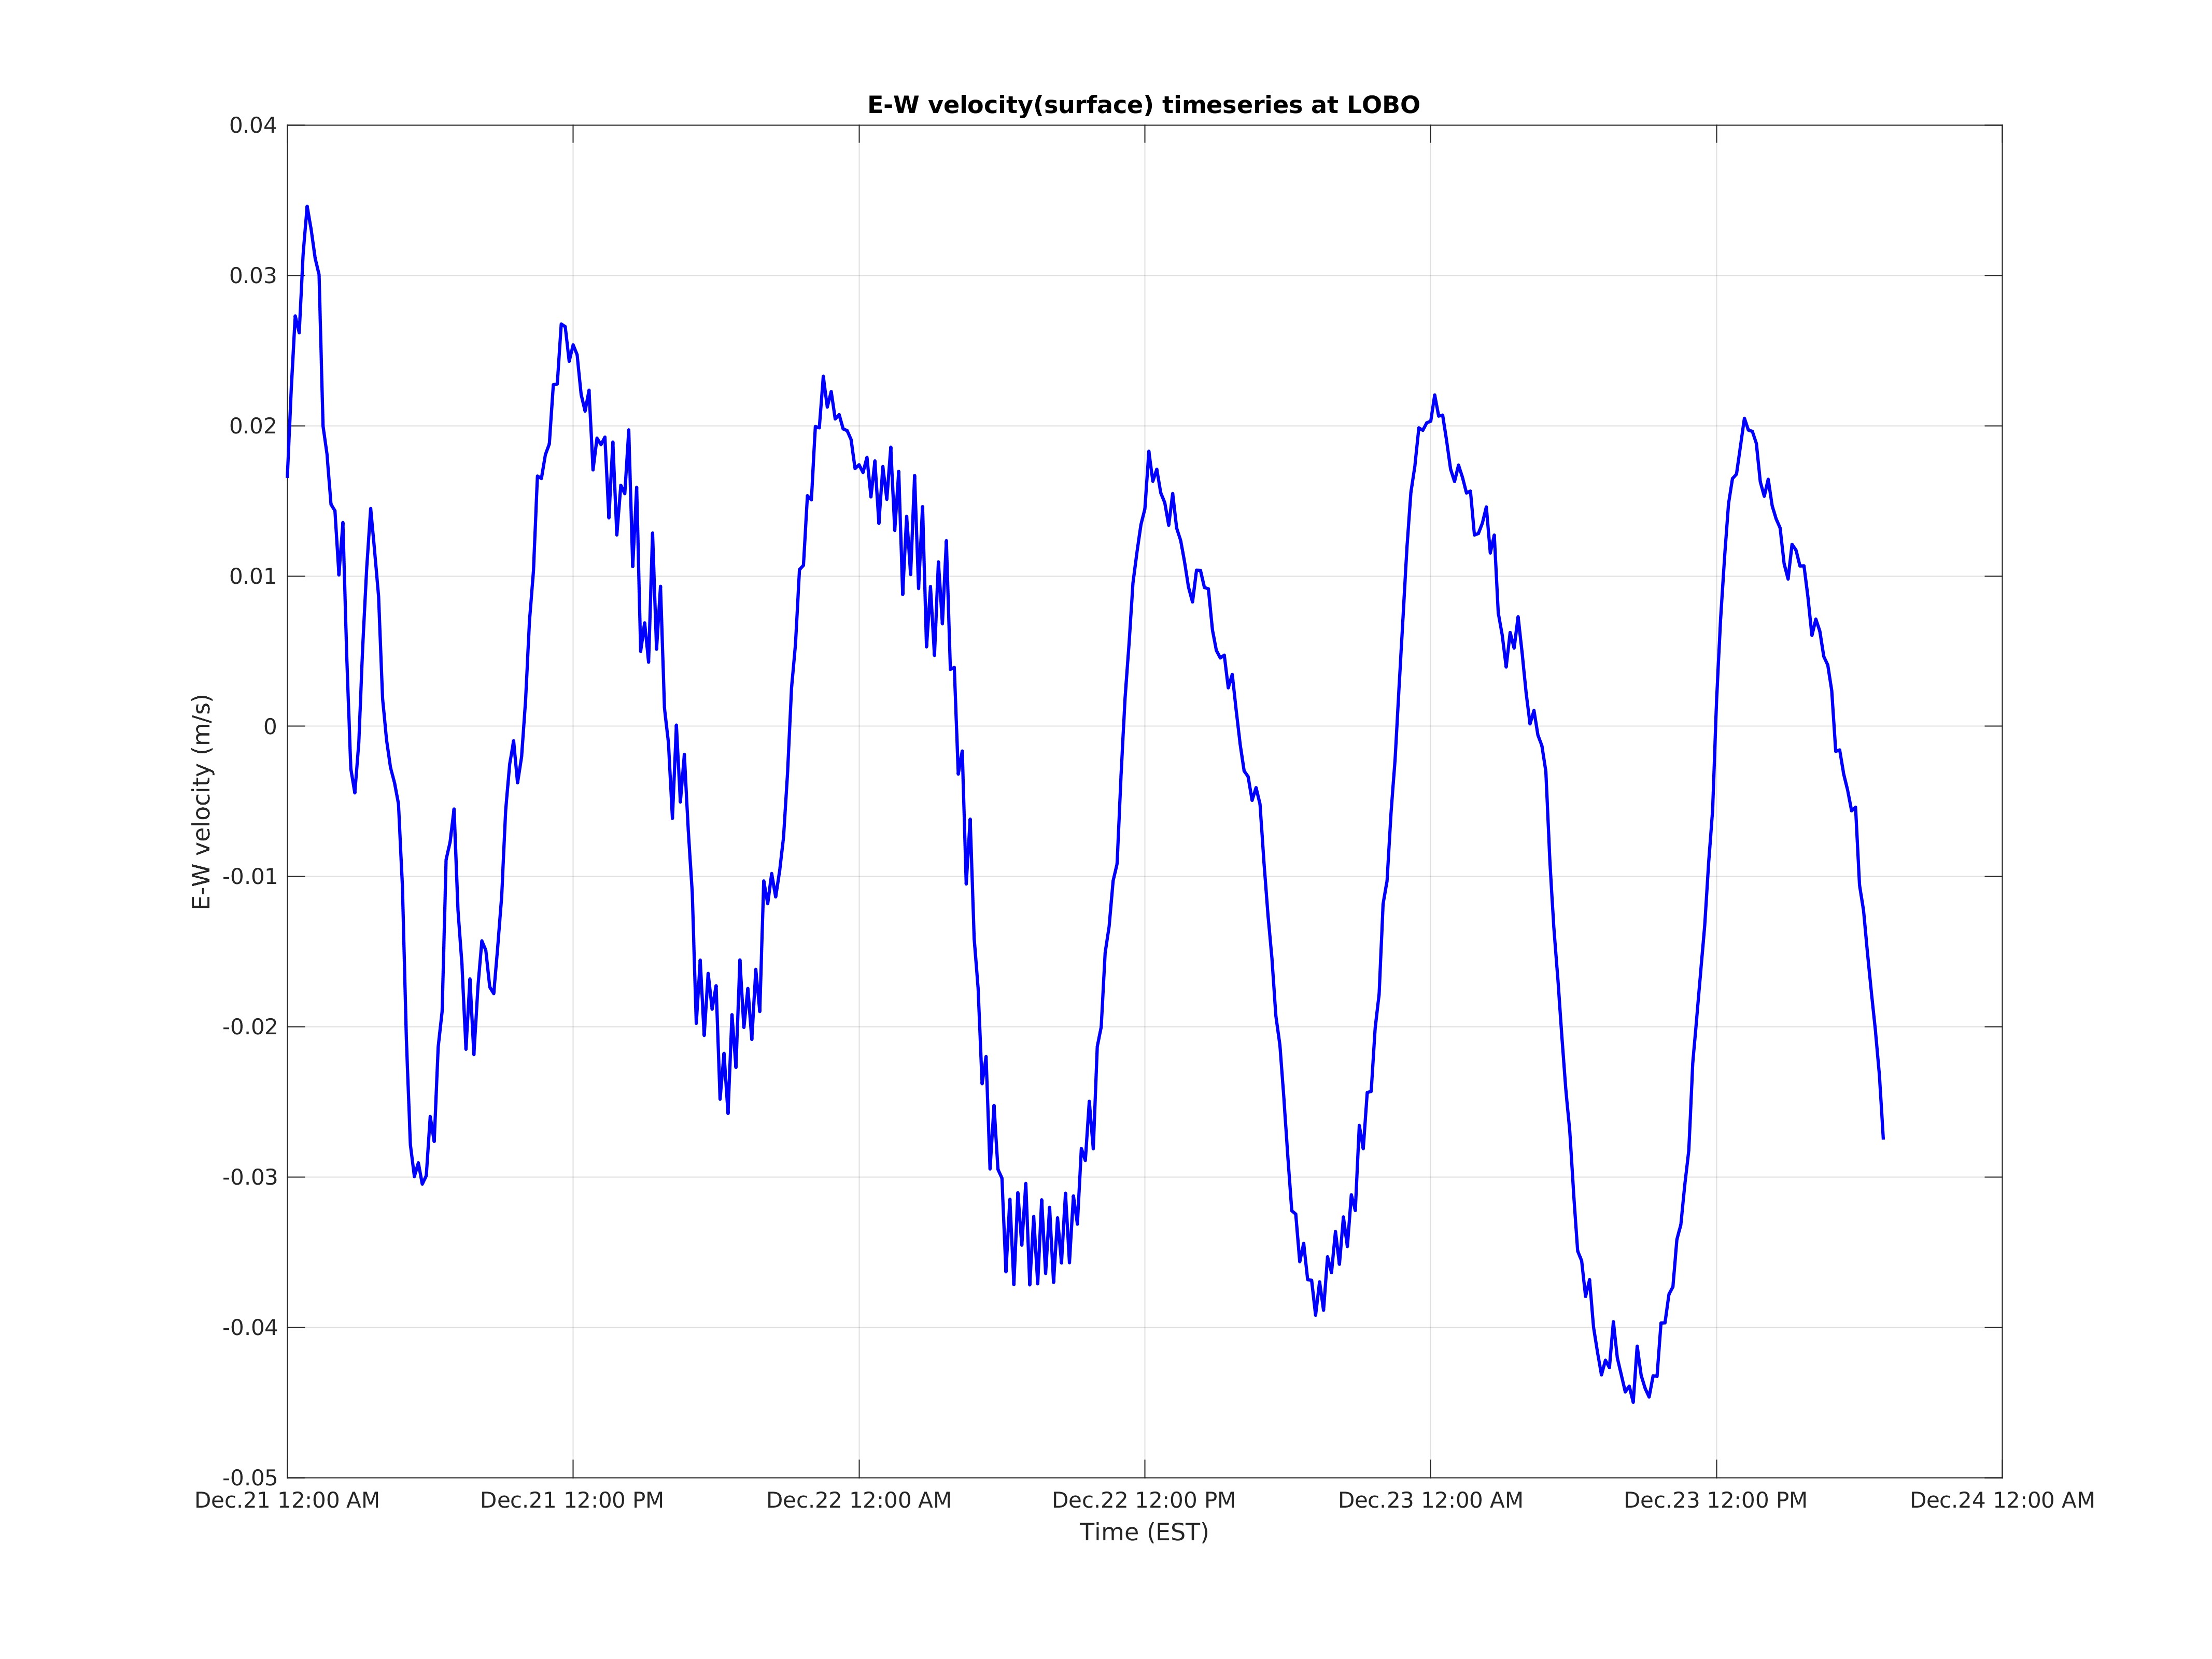 E-W velocity(surface) timeseries at LOBO
0.04
0.03
0.02
0.01
0
-0.01
-0.02
-0.03
-0.04
-0.05
E-W velocity (m/s)
Dec.21 12:00 AM Dec.21 12:00 PM Dec.22 12:00 AM Dec.22 12:00 PM Dec.23 12:00 AM Dec.23 12:00 PM Dec.24 12:00 AM
Time (EST)